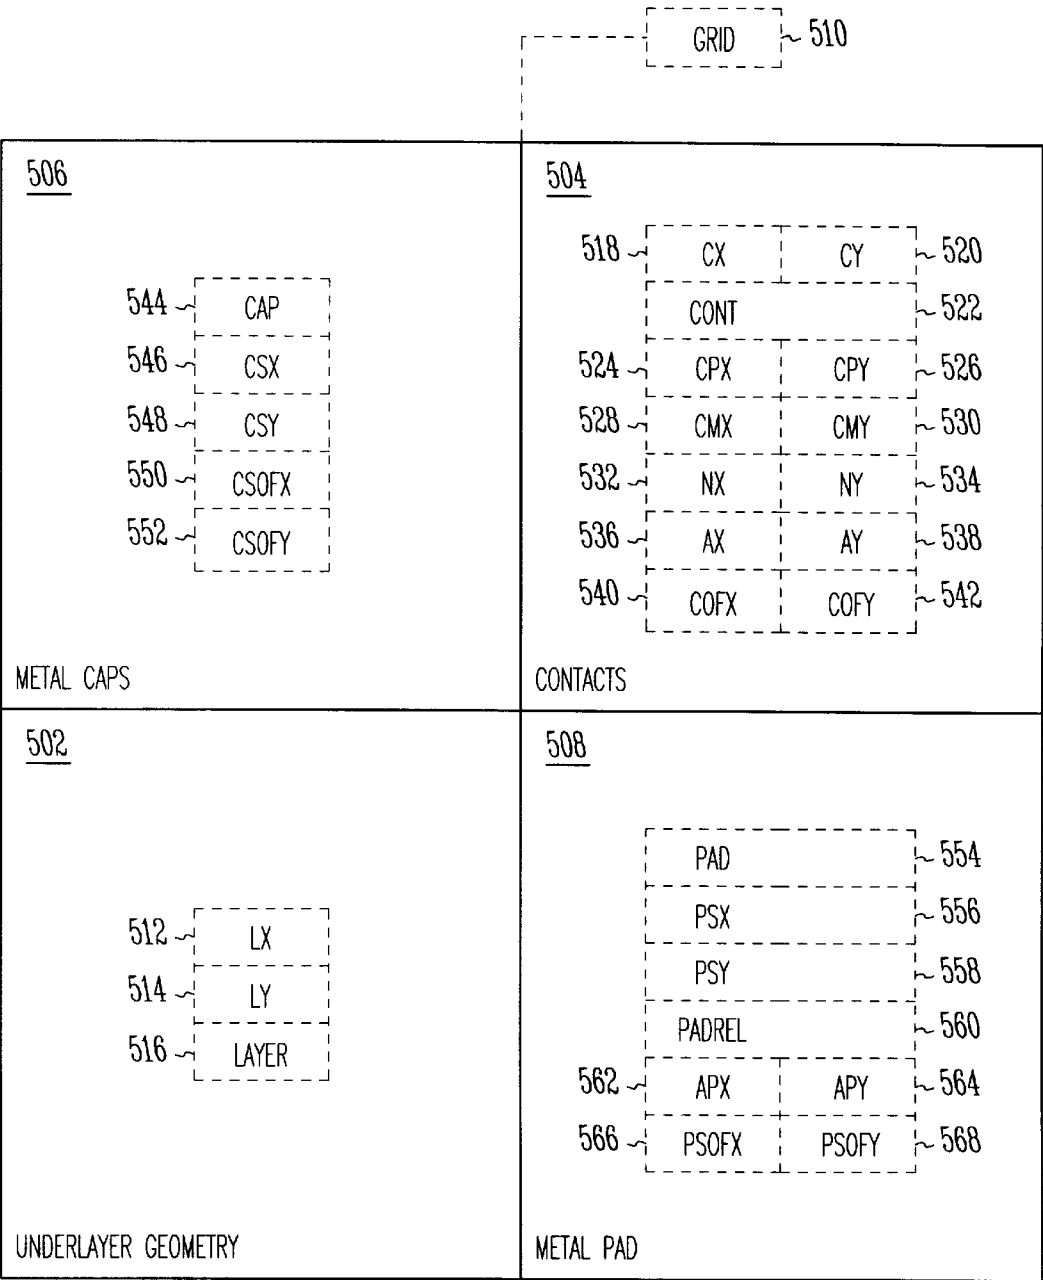 GRID 510
506
544 CAP
546 CSX
548 CSY
550 CSOFX
552 CSOFY
METAL CAPS
504
518 CX CY 520
CONT 522
524 CPX CPY 526
528 CMX CMY 530
532 NX NY 534
536 AX AY 538
540 COFX COFY 542
CONTACTS
502
512 LX
514 LY
516 LAYER
UNDERLAYER GEOMETRY
508
PAD 554
PSX 556
PSY 558
PADREL 560
562 APX APY 564
566 PSOFX PSOFY 568
METAL PAD